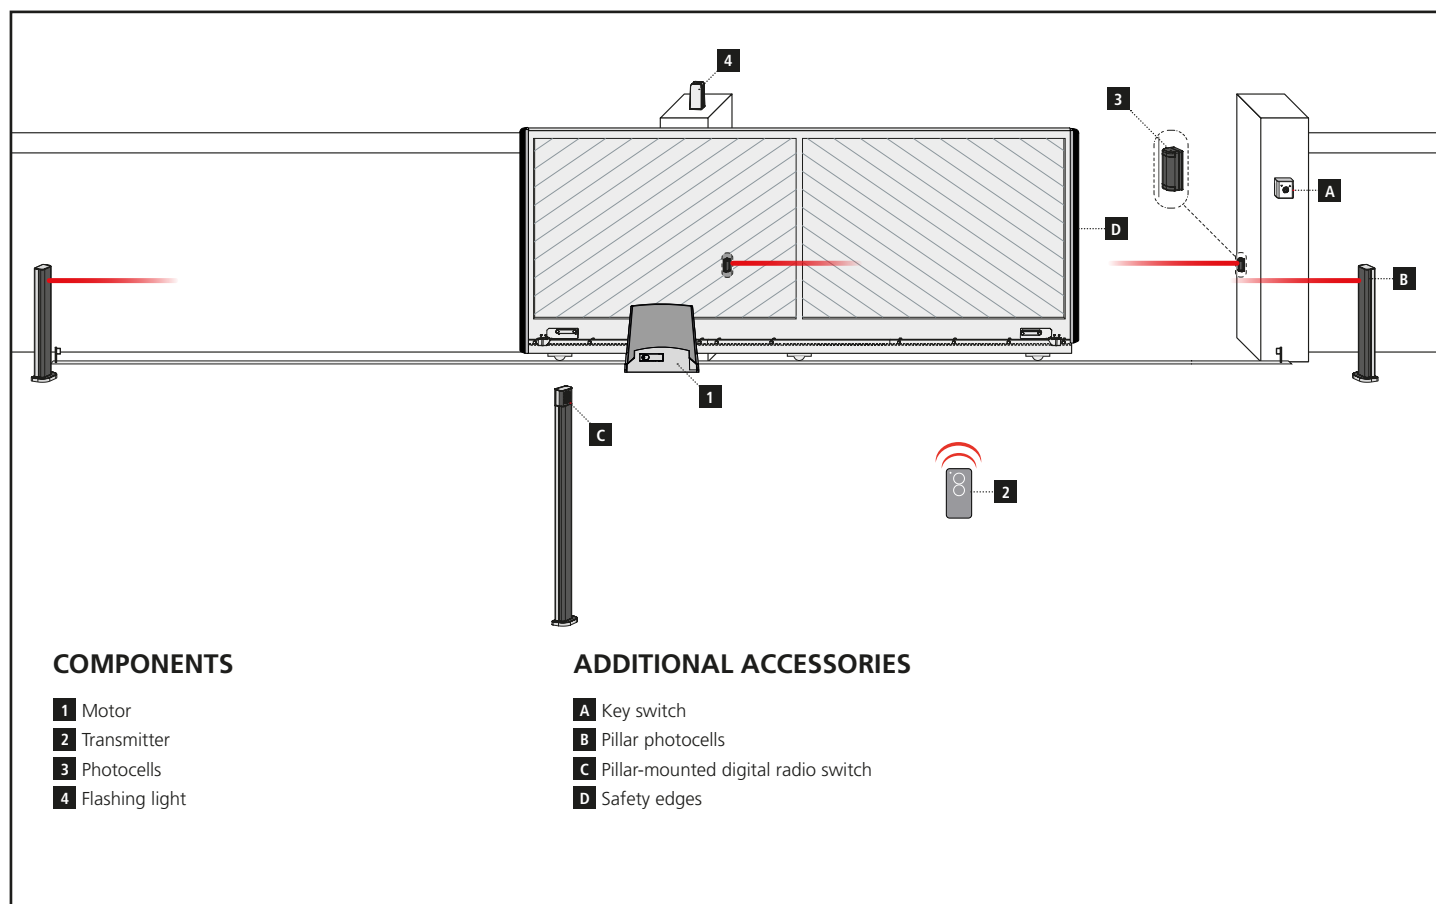 4
3
A
D
B
1
C
2
COMPONENTS
1 Motor
2 Transmitter
3 Photocells
4 Flashing light
ADDITIONAL ACCESSORIES
A Key switch
B Pillar photocells
C Pillar-mounted digital radio switch
D Safety edges